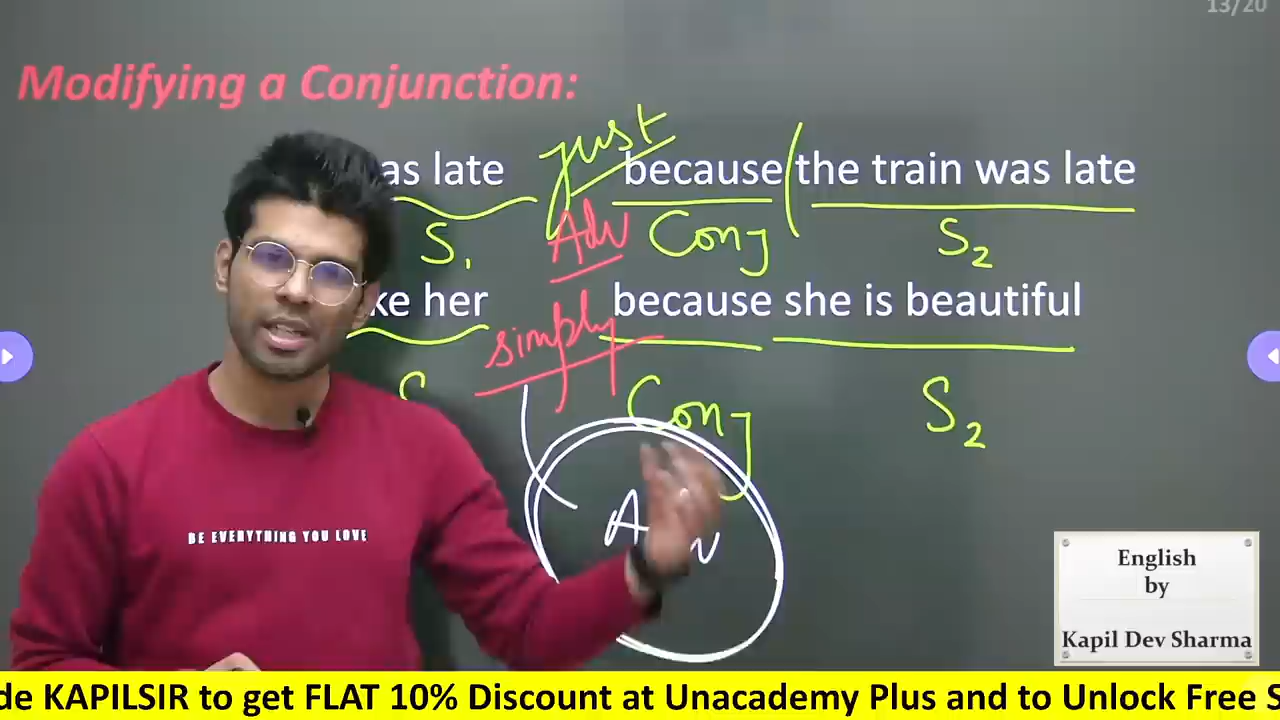 13/20
Modifying a Conjunction:
as late just because the train was late
S1 Adv Conj S2
ke her simply because she is beautiful
S Conj S2
BE EVERYTHING YOU LOVE
English
by
Kapil Dev Sharma
de KAPILSIR to get FLAT 10% Discount at Unacademy Plus and to Unlock Free S